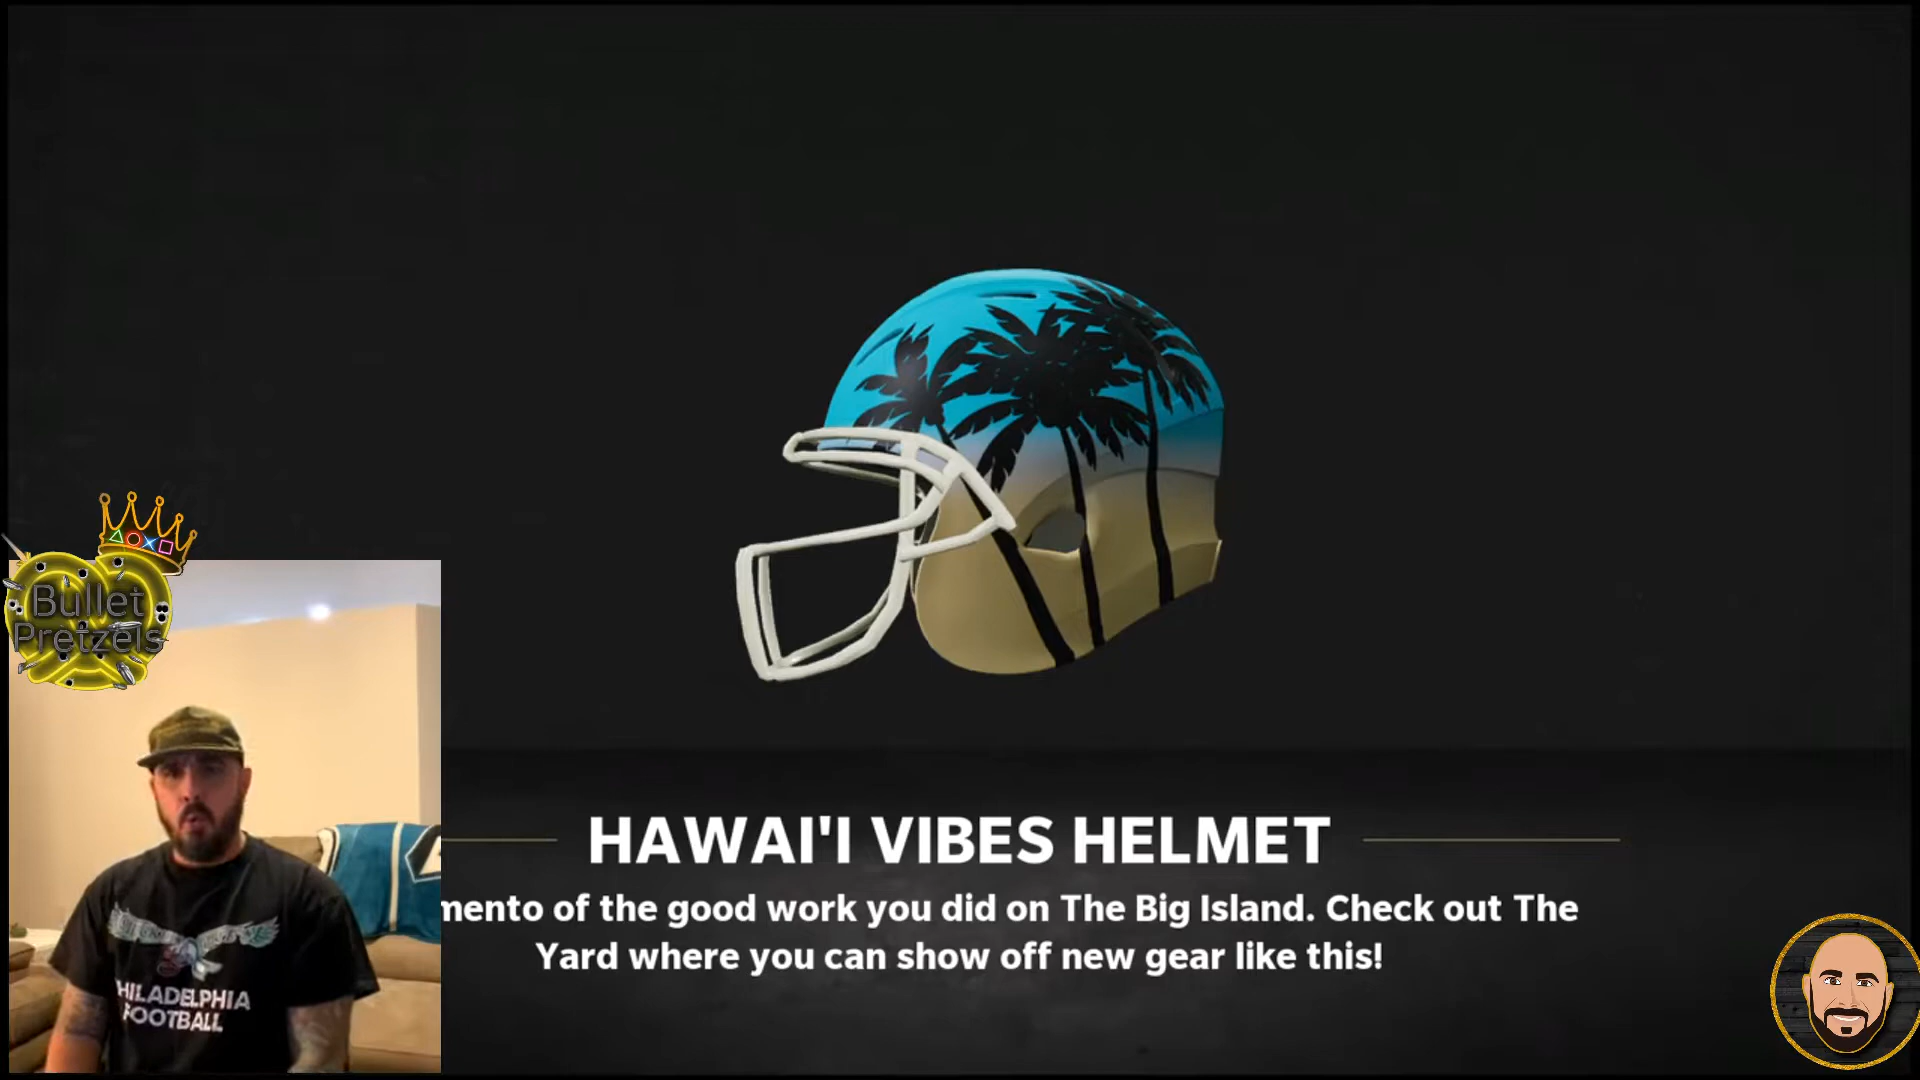 Bullet
Pretzels
HAWAI'I VIBES HELMET
mento of the good work you did on The Big Island. Check out The
Yard where you can show off new gear like this!
PHILADELPHIA
FOOTBALL